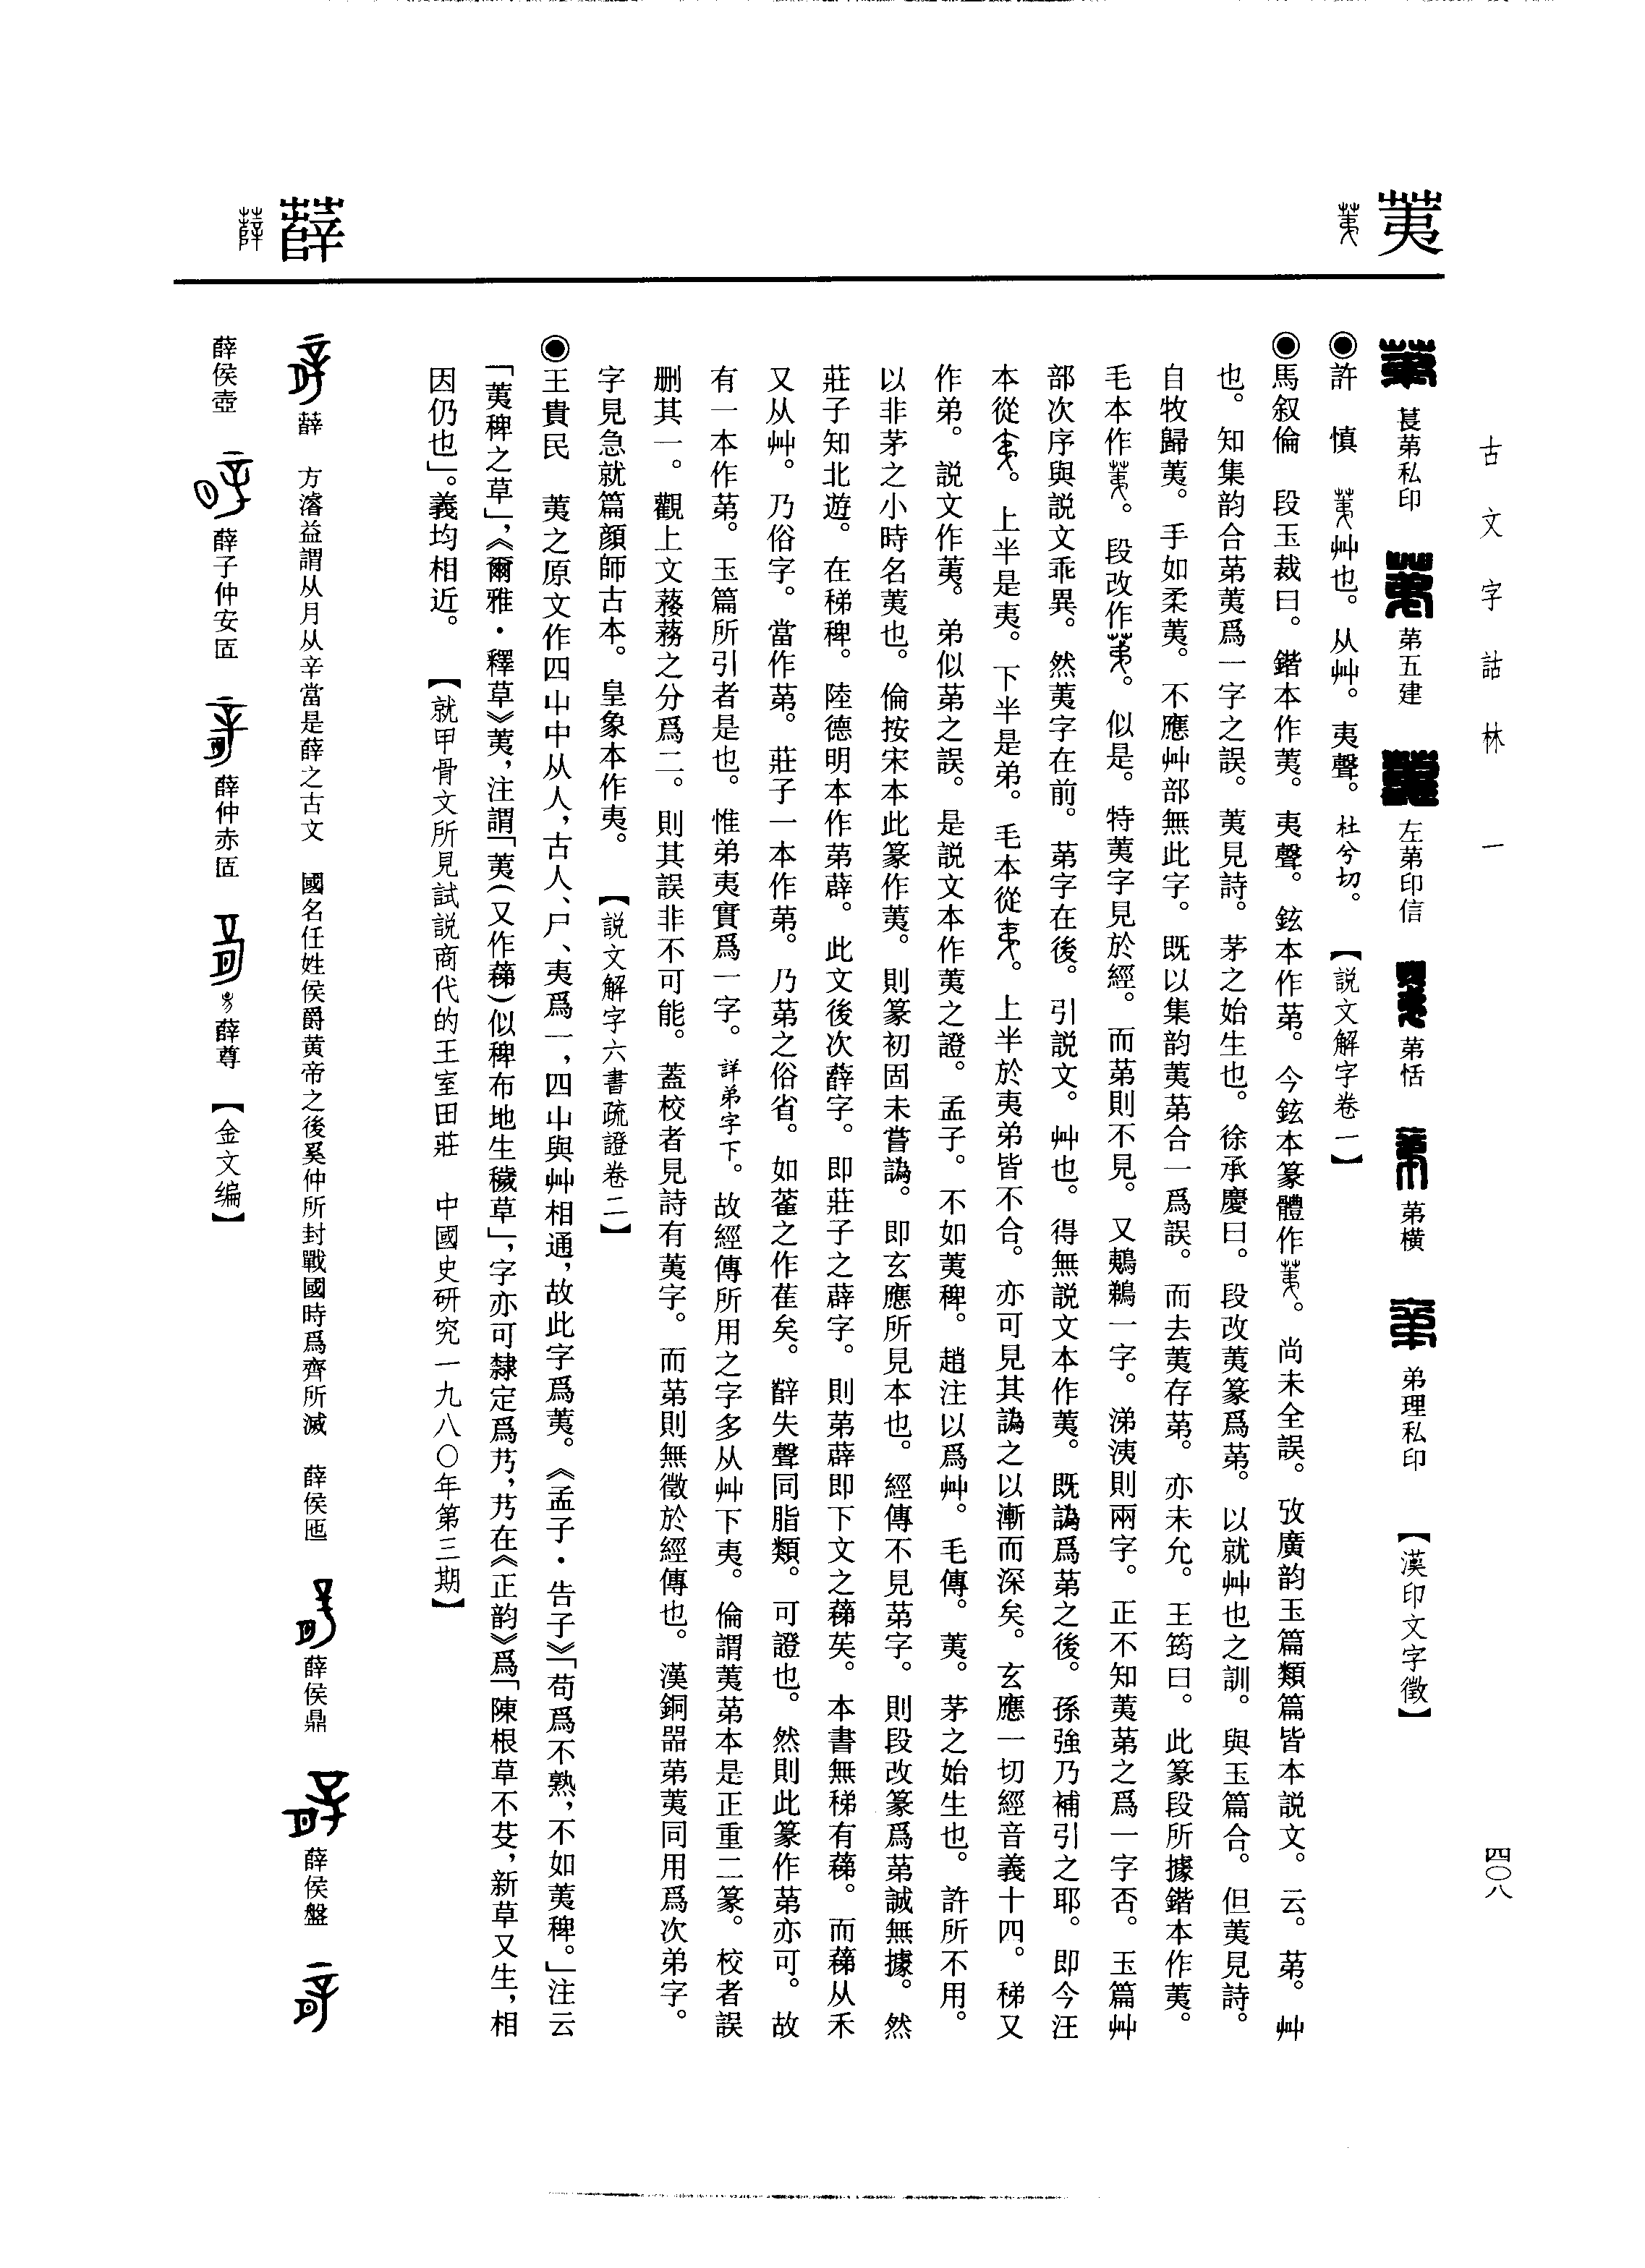 古文字詁林 一
四〇八
荑
萇苐私印 苐五建 左苐印信 苐恬 苐橫 弟理私印 【漢印文字徵】
◉許 慎 艸也。从艸。夷聲。杜兮切。【説文解字卷一】
◉馬叙倫 段玉裁曰。鍇本作荑。夷聲。鉉本作苐。今鉉本篆體作。尚未全誤。攷廣韵玉篇類篇皆本説文。云。苐。艸
也。知集韵合苐荑爲一字之誤。荑見詩。茅之始生也。徐承慶曰。段改荑篆爲苐。以就艸也之訓。與玉篇合。但荑見詩。
自牧歸荑。手如柔荑。不應艸部無此字。既以集韵荑苐合一爲誤。而去荑存苐。亦未允。王筠曰。此篆段所據鍇本作荑。
毛本作。段改作。似是。特荑字見於經。而苐則不見。又鶇鵜一字。涕洟則兩字。正不知荑苐之爲一字否。玉篇艸
部次序與説文乖異。然荑字在前。苐字在後。引説文。艸也。得無説文本作荑。既譌爲苐之後。孫強乃補引之耶。即今汪
本從。上半是夷。下半是弟。毛本從。上半於夷弟皆不合。亦可見其譌之以漸而深矣。玄應一切經音義十四。稊又
作弟。説文作荑。弟似苐之誤。是説文本作荑之證。孟子。不如荑稗。趙注以爲艸。毛傳。荑。茅之始生也。許所不用。
以非茅之小時名荑也。倫按宋本此篆作荑。則篆初固未嘗譌。即玄應所見本也。經傳不見苐字。則段改篆爲苐誠無據。然
莊子知北遊。在稊稗。陸德明本作苐薜。此文後次薛字。即莊子之薜字。則苐薜即下文之蕛苵。本書無稊有蕛。而蕛从禾
又从艸。乃俗字。當作苐。莊子一本作苐。乃苐之俗省。如雚之作萑矣。辥失聲同脂類。可證也。然則此篆作苐亦可。故
有一本作苐。玉篇所引者是也。惟弟夷實爲一字。詳弟字下。故經傳所用之字多从艸下夷。倫謂荑苐本是正重二篆。校者誤
删其一。觀上文蓩之分爲二。則其誤非不可能。蓋校者見詩有荑字。而苐則無徵於經傳也。漢銅器苐荑同用爲次弟字。
字見急就篇顔師古本。皇象本作夷。【説文解字六書疏證卷二】
◉王貴民 荑之原文作四屮中从人，古人、尸、夷爲一，四屮與艸相通，故此字爲荑。《孟子·告子》「苟爲不熟，不如荑稗。」注云
「荑稗之草」，《爾雅·釋草》荑，注謂「荑（又作蕛）似稗布地生穢草」，字亦可隸定爲艿，艿在《正韵》爲「陳根草不芟，新草又生，相
因仍也」。義均相近。 【就甲骨文所見試説商代的王室田莊 中國史研究一九八〇年第三期】
薛
薛 方濬益謂从月从辛當是薛之古文 國名任姓侯爵黄帝之後奚仲所封戰國時爲齊所滅 薛侯匜 薛侯鼎 薛侯盤
薛侯壺 薛子仲安𠤳 薛仲赤𠤳 薛尊 【金文编】